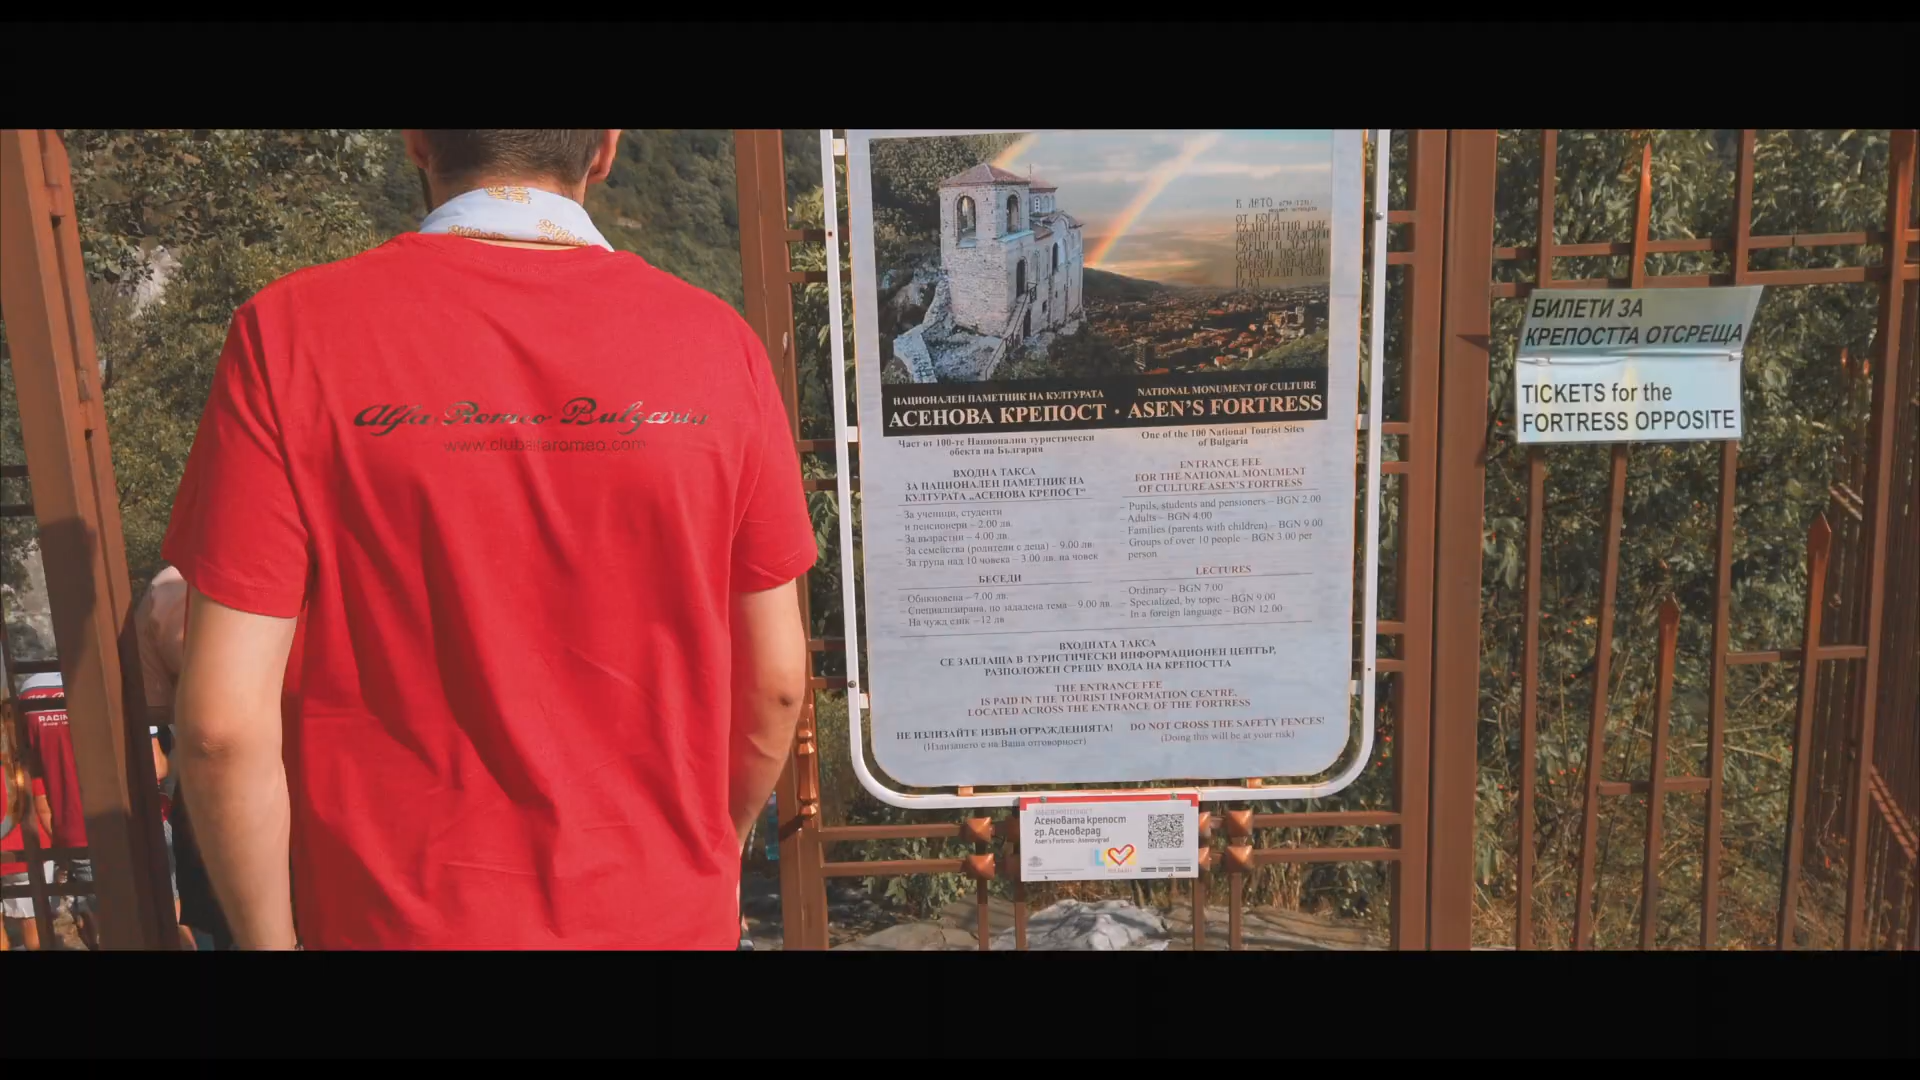 Alfa Romeo Bulgaria
www.clubalfaromeo.com
RACIN
НАЦИОНАЛЕН ПАМЕТНИК НА КУЛТУРАТА
АСЕНОВА КРЕПОСТ ·
NATIONAL MONUMENT OF CULTURE
ASEN'S FORTRESS
Част от 100-те Национални туристически
обекта на България
One of the 100 National Tourist Sites
of Bulgaria
ВХОДНА ТАКСА
ЗА НАЦИОНАЛЕН ПАМЕТНИК НА
КУЛТУРАТА „АСЕНОВА КРЕПОСТ"
– За ученици, студенти
и пенсионери – 2.00 лв.
– За възрастни – 4.00 лв.
– За семейства (родители с деца) – 9.00 лв.
– За група над 10 човека – 3.00 лв. на човек
БЕСЕДИ
– Обикновена – 7.00 лв.
– Специализирана, по зададена тема – 9.00 лв.
– На чужд език – 12 лв.
ENTRANCE FEE
FOR THE NATIONAL MONUMENT
OF CULTURE ASEN'S FORTRESS
– Pupils, students and pensioners – BGN 2.00
– Adults – BGN 4.00
– Families (parents with children) – BGN 9.00
– Groups of over 10 people – BGN 3.00 per
person
LECTURES
– Ordinary – BGN 7.00
– Specialized, by topic – BGN 9.00
– In a foreign language – BGN 12.00
ВХОДНАТА ТАКСА
СЕ ЗАПЛАЩА В ТУРИСТИЧЕСКИ ИНФОРМАЦИОНЕН ЦЕНТЪР,
РАЗПОЛОЖЕН СРЕЩУ ВХОДА НА КРЕПОСТТА
THE ENTRANCE FEE
IS PAID IN THE TOURIST INFORMATION CENTRE,
LOCATED ACROSS THE ENTRANCE OF THE FORTRESS
НЕ ИЗЛИЗАЙТЕ ИЗВЪН ОГРАЖДЕНИЯТА!
(Излизането е на Ваша отговорност)
DO NOT CROSS THE SAFETY FENCES!
(Doing this will be at your risk)
Асеновата крепост
гр. Асеновград
Asen's Fortress - Asenovgrad
БИЛЕТИ ЗА
КРЕПОСТТА ОТСРЕЩА
TICKETS for the
FORTRESS OPPOSITE